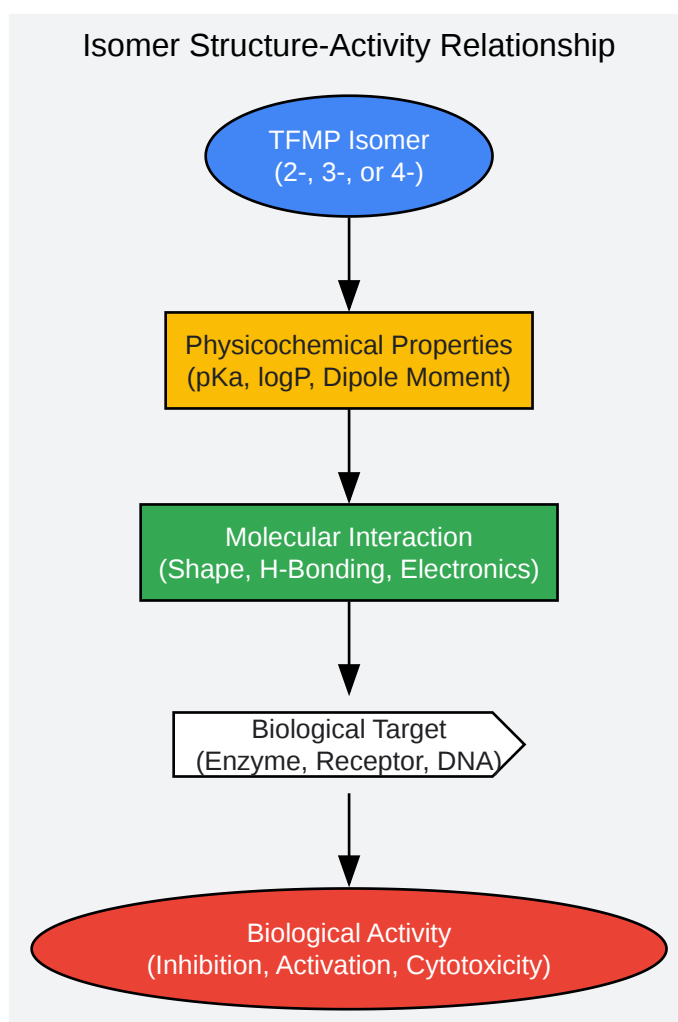 Isomer Structure-Activity Relationship
TFMP Isomer
(2-, 3-, or 4-)
Physicochemical Properties
(pKa, logP, Dipole Moment)
Molecular Interaction
(Shape, H-Bonding, Electronics)
Biological Target
(Enzyme, Receptor, DNA)
Biological Activity
(Inhibition, Activation, Cytotoxicity)